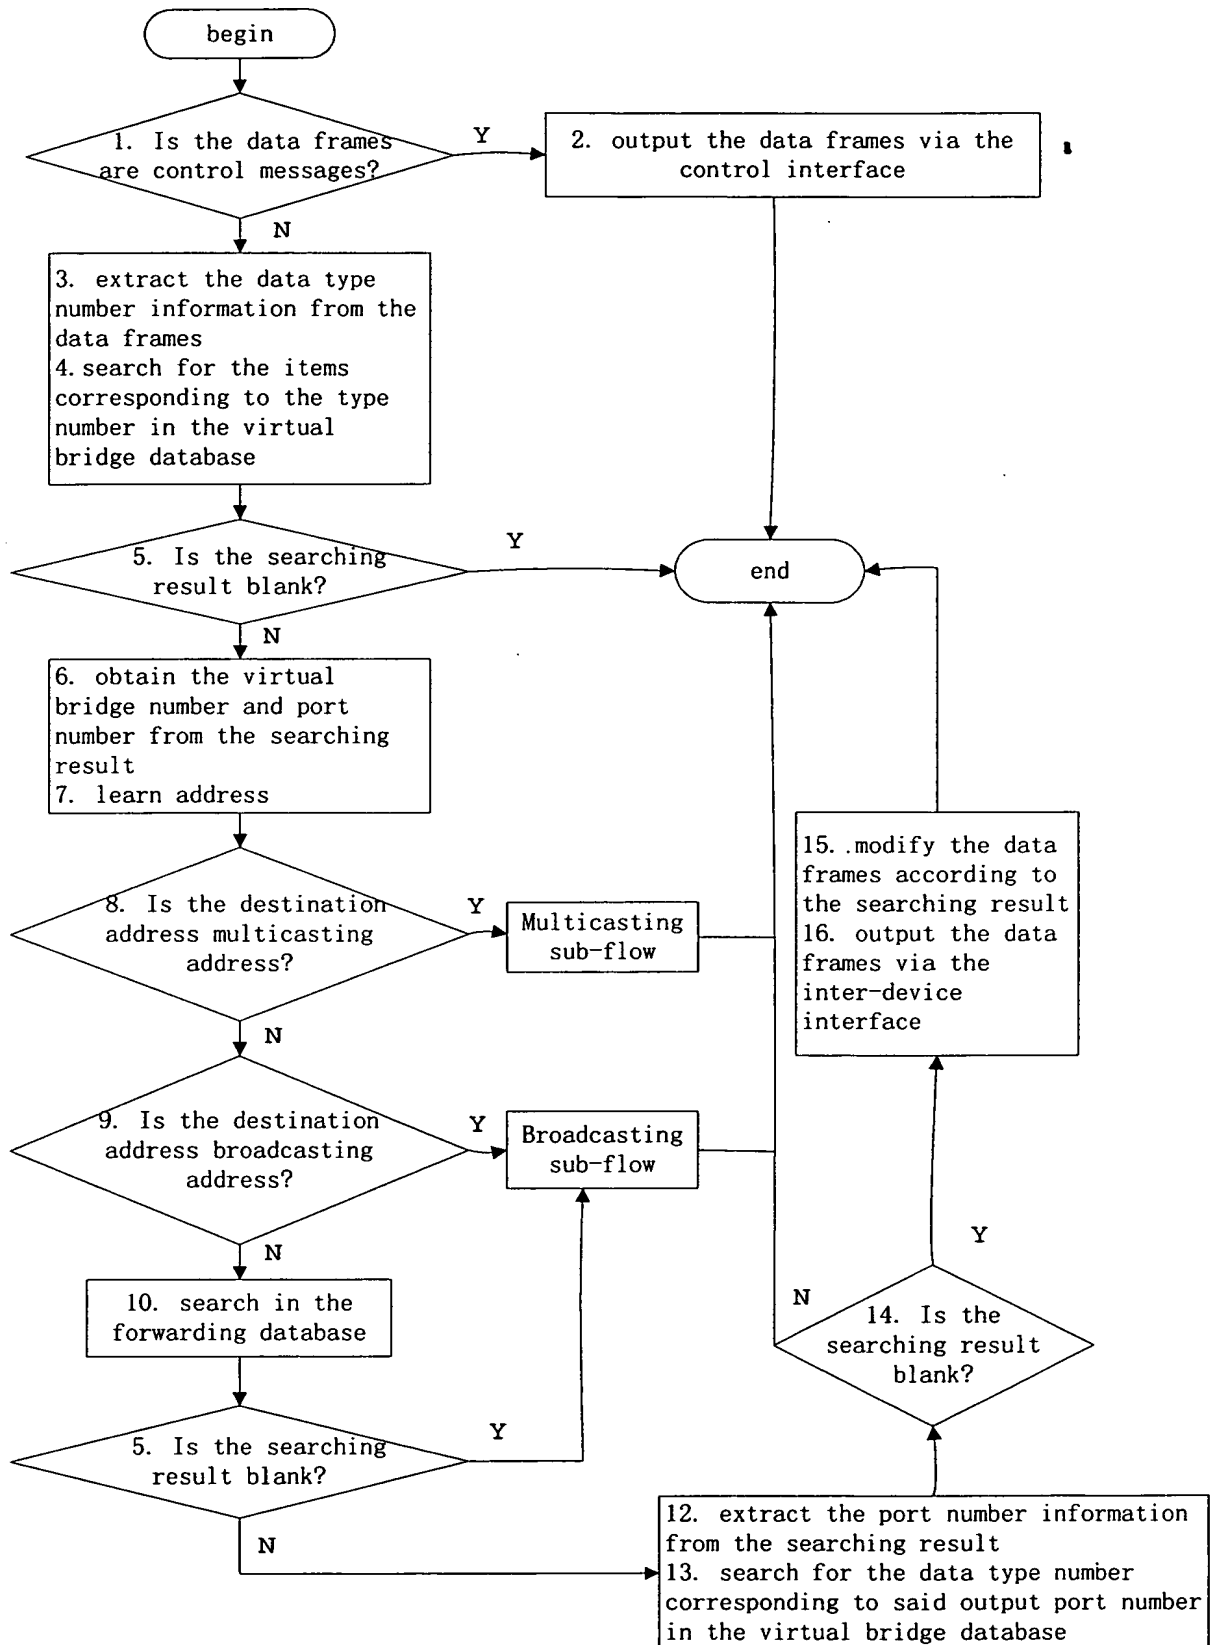 begin
1. Is the data frames
are control messages?
Y
2. output the data frames via the
control interface
N
3. extract the data type
number information from the
data frames
4. search for the items
corresponding to the type
number in the virtual
bridge database
5. Is the searching
result blank?
Y
end
N
6. obtain the virtual
bridge number and port
number from the searching
result
7. learn address
8. Is the destination
address multicasting
address?
Y
Multicasting
sub-flow
N
9. Is the destination
address broadcasting
address?
Y
Broadcasting
sub-flow
N
10. search in the
forwarding database
5. Is the searching
result blank?
Y
N
12. extract the port number information
from the searching result
13. search for the data type number
corresponding to said output port number
in the virtual bridge database
14. Is the
searching result
blank?
N
Y
15. .modify the data
frames according to
the searching result
16. output the data
frames via the
inter-device
interface